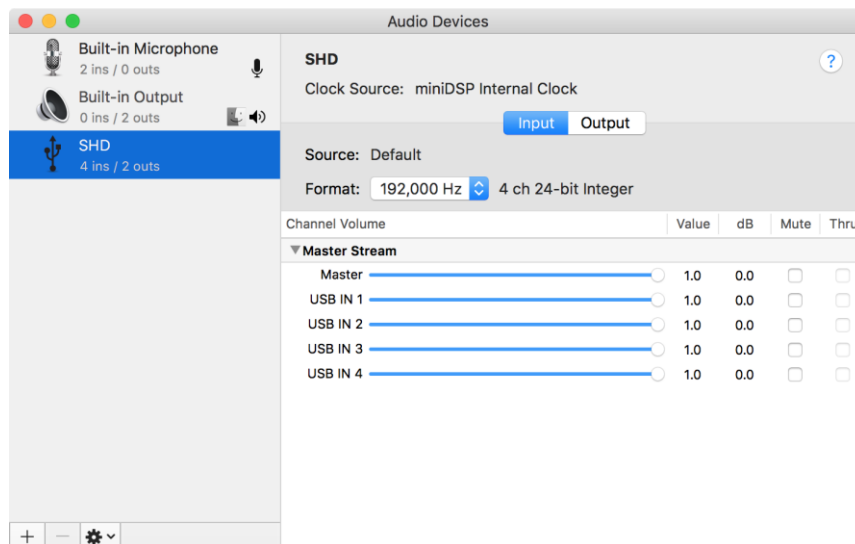 Audio Devices
Built-in Microphone
2 ins / 0 outs
Built-in Output
0 ins / 2 outs
SHD
4 ins / 2 outs
SHD
?
Clock Source: miniDSP Internal Clock
Input Output
Source: Default
Format: 192,000 Hz 4 ch 24-bit Integer
Channel Volume Value dB Mute Thru
Master Stream
Master 1.0 0.0
USB IN 1 1.0 0.0
USB IN 2 1.0 0.0
USB IN 3 1.0 0.0
USB IN 4 1.0 0.0